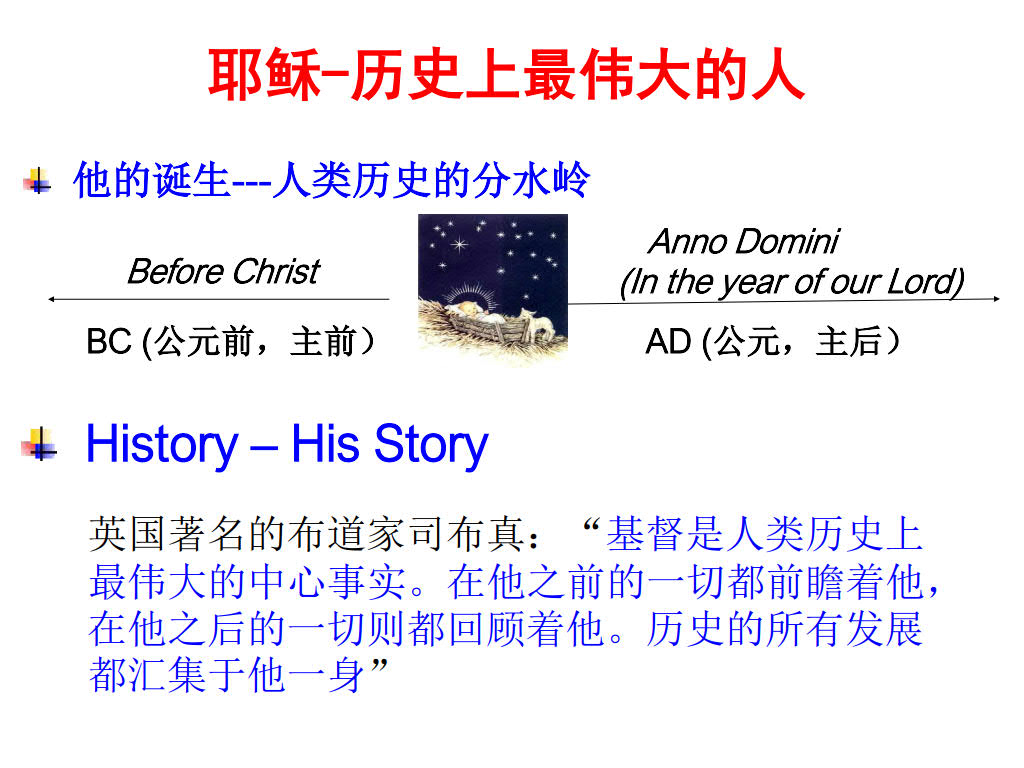 耶稣-历史上最伟大的人
他的诞生---人类历史的分水岭
Before Christ
BC (公元前，主前）
Anno Domini
(In the year of our Lord)
AD (公元，主后）
History – His Story
英国著名的布道家司布真：“基督是人类历史上
最伟大的中心事实。在他之前的一切都前瞻着他，
在他之后的一切则都回顾着他。历史的所有发展
都汇集于他一身”